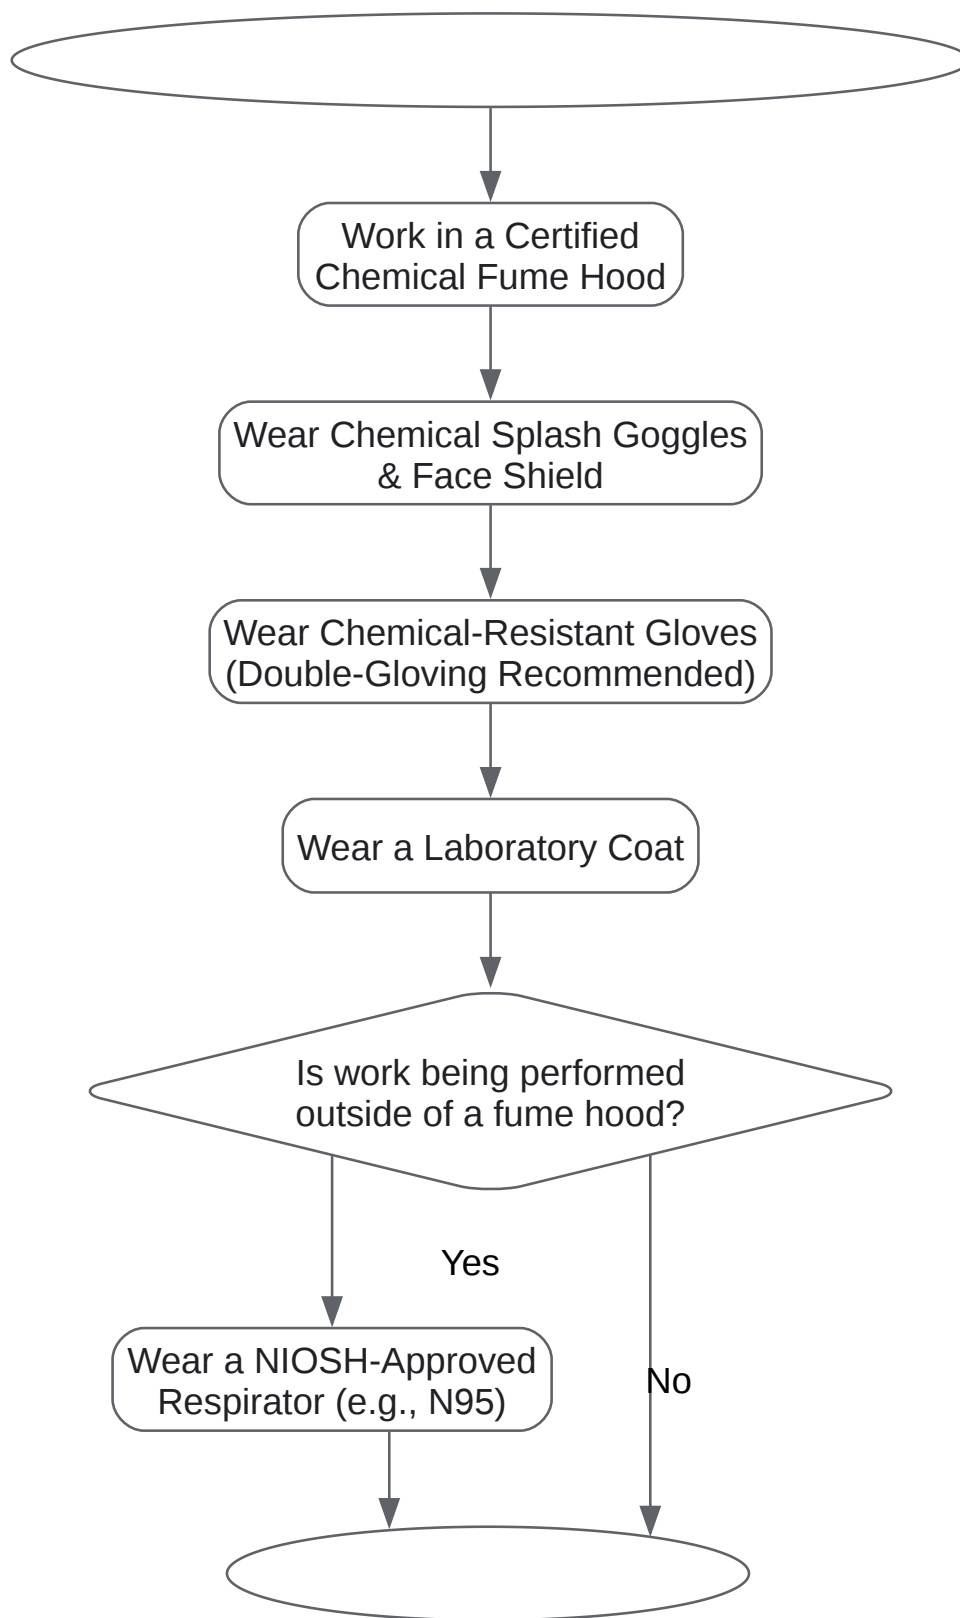 Work in a Certified
Chemical Fume Hood
Wear Chemical Splash Goggles
& Face Shield
Wear Chemical-Resistant Gloves
(Double-Gloving Recommended)
Wear a Laboratory Coat
Is work being performed
outside of a fume hood?
Yes
Wear a NIOSH-Approved
Respirator (e.g., N95)
No